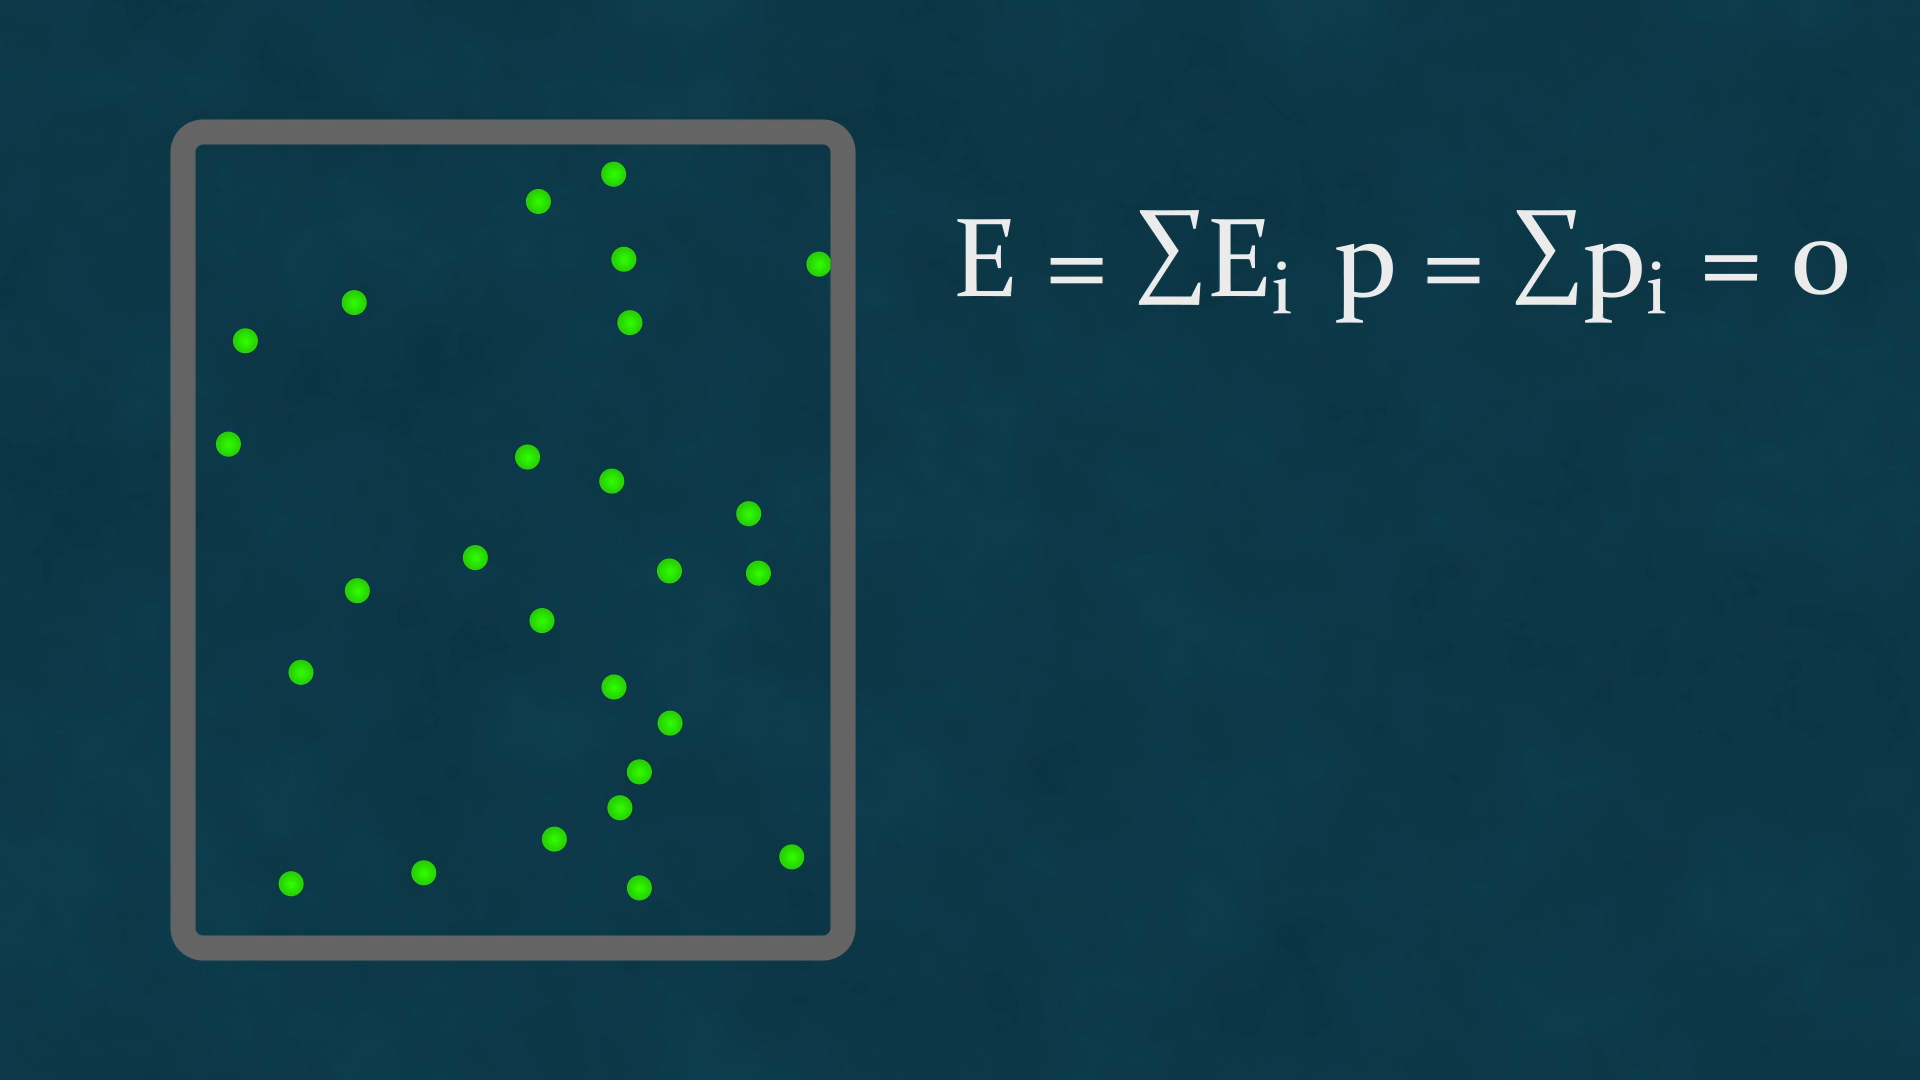 E = ∑Eᵢ p = ∑pᵢ = 0